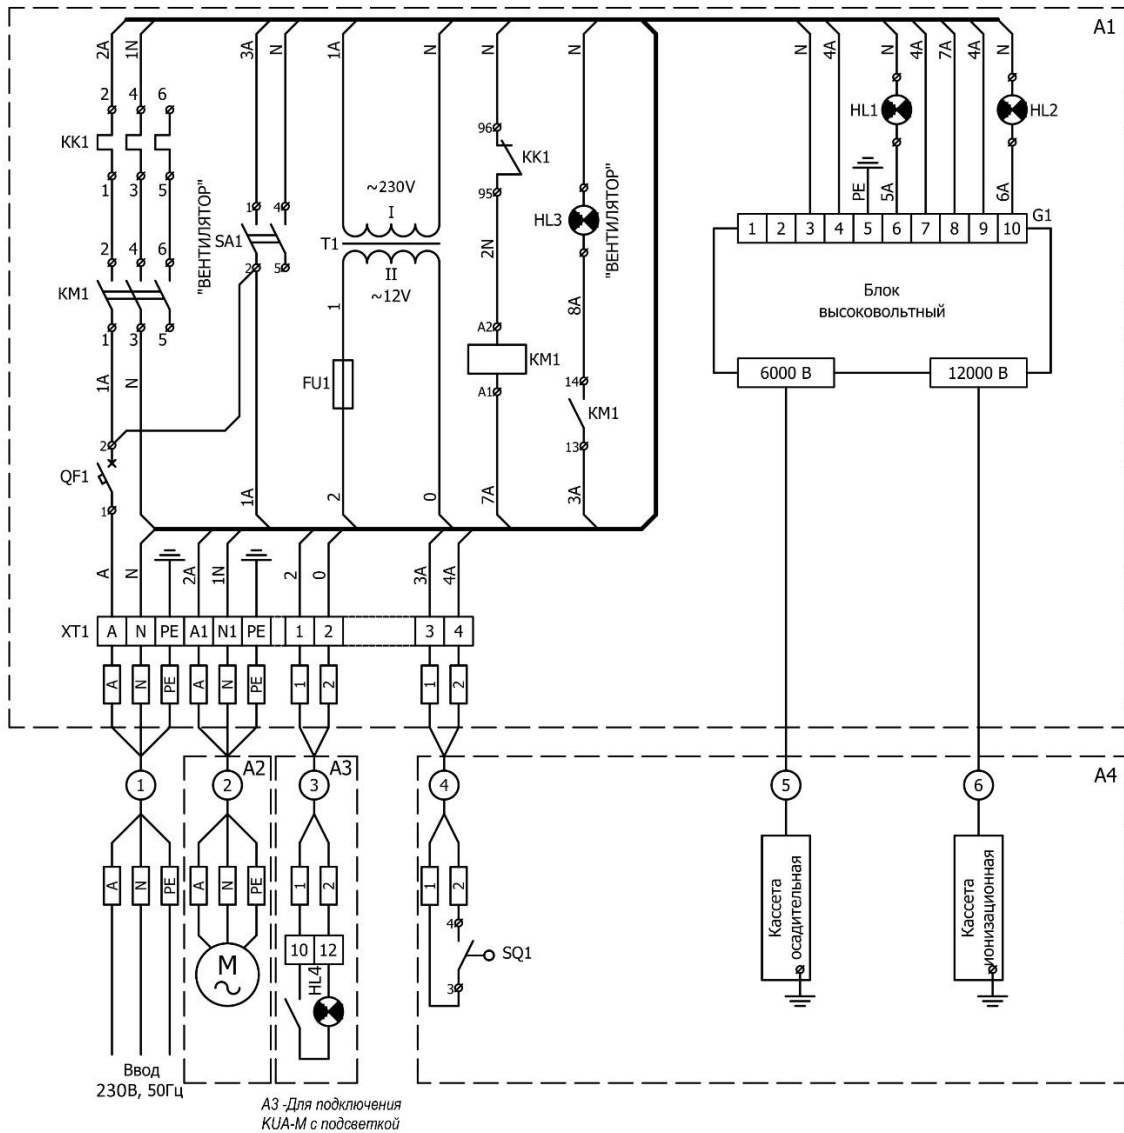 A1
2A 1N 3A N 1A N N N N 4A N 4A 7A 4A N
2 4 6
KK1
1 3 5
"ВЕНТИЛЯТОР"
2 4 6
KM1
1 3 5
1A N
2
QF1
1
1 4
SA1
2 5
1A
~230V
I
T1
II
~12V
1
FU1
2 0
96
KK1
95
2N
A2
KM1
A1
7A
HL3
"ВЕНТИЛЯТОР"
8A
14
KM1
13
3A
HL1 HL2
PE 5A 6A
G1
1 2 3 4 5 6 7 8 9 10
Блок
высоковольтный
6000 В 12000 В
A N 2A 1N 2 0 3A 4A
XT1 A N PE A1 N1 PE 1 2 3 4
A N PE A N PE 1 2 1 2
A2 A3 A4
1 2 3 4 5 6
A N PE A N PE 1 2 1 2
M
10 12
HL4
4
SQ1
3
Кассета
осадительная
Кассета
ионизационная
Ввод
230В, 50Гц
А3 -Для подключения
KUA-M с подсветкой